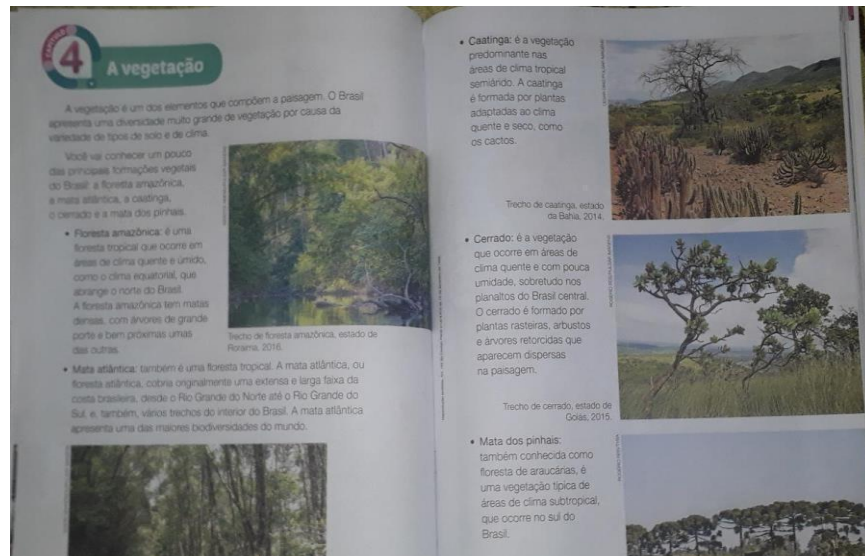 CAPÍTULO
4
A vegetação
A vegetação é um dos elementos que compõem a paisagem. O Brasil
apresenta uma diversidade muito grande de vegetação por causa da
variedade de tipos de solo e de clima.
Você vai conhecer um pouco
das principais formações vegetais
do Brasil: a floresta amazônica,
a mata atlântica, a caatinga,
o cerrado e a mata dos pinhais.
• Floresta amazônica: é uma
floresta tropical que ocorre em
áreas de clima quente e úmido,
como o clima equatorial, que
abrange o norte do Brasil.
A floresta amazônica tem matas
densas, com árvores de grande
porte e bem próximas umas
das outras.
Trecho de floresta amazônica, estado de
Roraima, 2016.
• Mata atlântica: também é uma floresta tropical. A mata atlântica, ou
floresta atlântica, cobria originalmente uma extensa e larga faixa da
costa brasileira, desde o Rio Grande do Norte até o Rio Grande do
Sul, e, também, vários trechos do interior do Brasil. A mata atlântica
apresenta uma das maiores biodiversidades do mundo.
• Caatinga: é a vegetação
predominante nas
áreas de clima tropical
semiárido. A caatinga
é formada por plantas
adaptadas ao clima
quente e seco, como
os cactos.
Trecho de caatinga, estado
da Bahia, 2014.
• Cerrado: é a vegetação
que ocorre em áreas de
clima quente e com pouca
umidade, sobretudo nos
planaltos do Brasil central.
O cerrado é formado por
plantas rasteiras, arbustos
e árvores retorcidas que
aparecem dispersas
na paisagem.
Trecho de cerrado, estado de
Goiás, 2015.
• Mata dos pinhais:
também conhecida como
floresta de araucárias, é
uma vegetação típica de
áreas de clima subtropical,
que ocorre no sul do
Brasil.